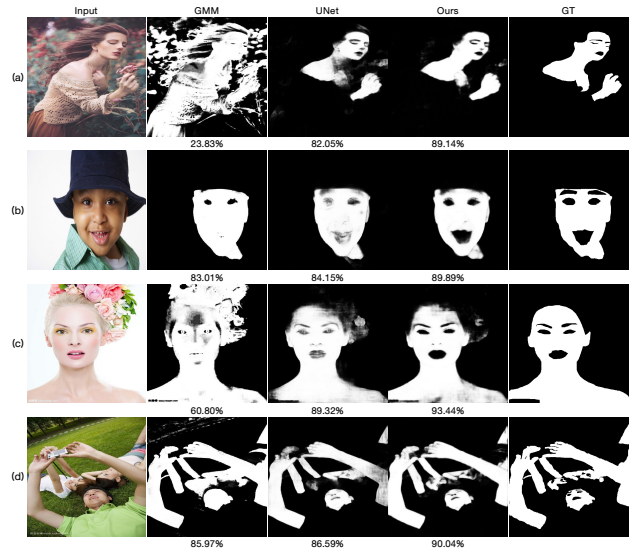 Input GMM UNet Ours GT
(a)
23.83% 82.05% 89.14%
(b)
83.01% 84.15% 89.89%
(c)
60.80% 89.32% 93.44%
(d)
85.97% 86.59% 90.04%